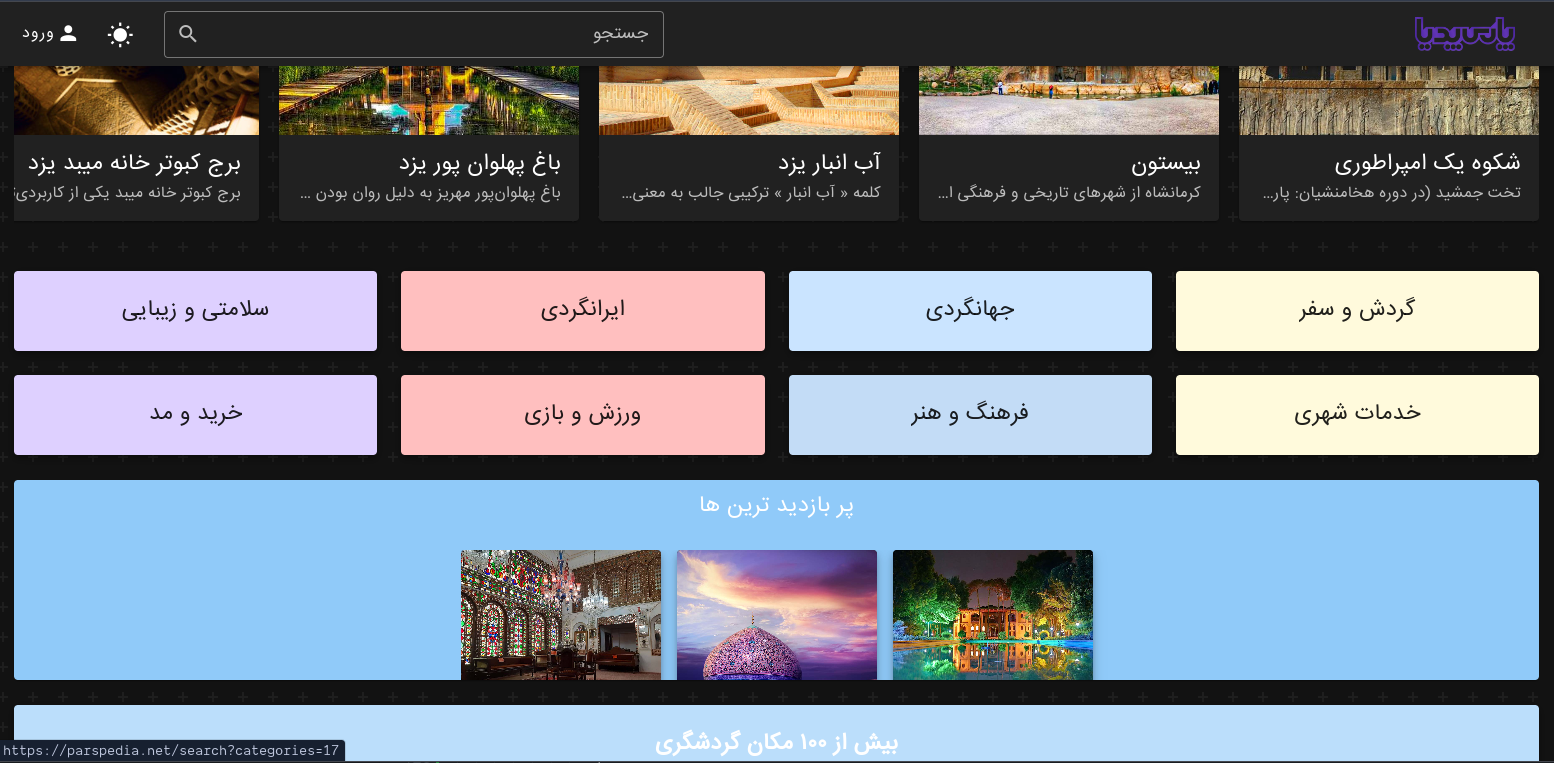 پارسپدیا
جستجو
ورود
شکوه یک امپراطوری
تخت جمشید (در دوره هخامنشیان: پار...
بیستون
کرمانشاه از شهرهای تاریخی و فرهنگی ا...
آب انبار یزد
کلمه « آب انبار » ترکیبی جالب به معنی...
باغ پهلوان پور یزد
باغ پهلوان‌پور مهریز به دلیل روان بودن ...
برج کبوتر خانه میبد یزد
برج کبوتر خانه میبد یکی از کاربردی
گردش و سفر
جهانگردی
ایرانگردی
سلامتی و زیبایی
خدمات شهری
فرهنگ و هنر
ورزش و بازی
خرید و مد
پر بازدید ترین ها
بیش از ۱۰۰ مکان گردشگری
https://parspedia.net/search?categories=17